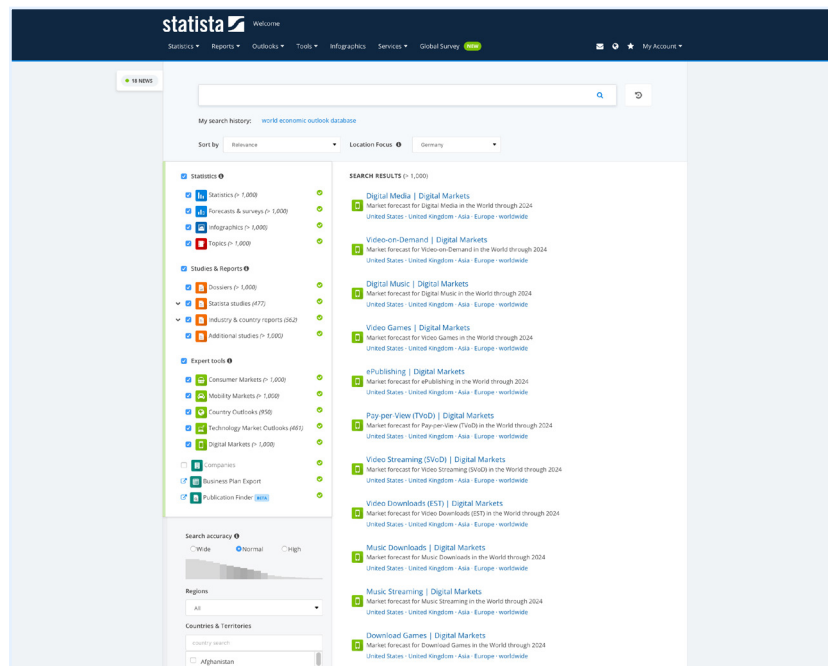 statista Welcome
Statistics Reports Outlooks Tools Infographics Services Global Survey NEW My Account
18 NEWS
My search history: world economic outlook database
Sort by Relevance Location Focus Germany
Statistics
Statistics (> 1,000)
Forecasts & surveys (> 1,000)
Infographics (> 1,000)
Topics (> 1,000)
Studies & Reports
Dossiers (> 1,000)
Statista studies (477)
Industry & country reports (562)
Additional studies (> 1,000)
Expert tools
Consumer Markets (> 1,000)
Mobility Markets (> 1,000)
Country Outlooks (950)
Technology Market Outlooks (461)
Digital Markets (> 1,000)
Companies
Business Plan Export
Publication Finder BETA
Search accuracy
Wide Normal High
Regions
All
Countries & Territories
country search
Afghanistan
SEARCH RESULTS (> 1,000)
Digital Media | Digital Markets
Market forecast for Digital Media in the World through 2024
United States - United Kingdom - Asia - Europe - worldwide
Video-on-Demand | Digital Markets
Market forecast for Video-on-Demand in the World through 2024
United States - United Kingdom - Asia - Europe - worldwide
Digital Music | Digital Markets
Market forecast for Digital Music in the World through 2024
United States - United Kingdom - Asia - Europe - worldwide
Video Games | Digital Markets
Market forecast for Video Games in the World through 2024
United States - United Kingdom - Asia - Europe - worldwide
ePublishing | Digital Markets
Market forecast for ePublishing in the World through 2024
United States - United Kingdom - Asia - Europe - worldwide
Pay-per-View (TVoD) | Digital Markets
Market forecast for Pay-per-View (TVoD) in the World through 2024
United States - United Kingdom - Asia - Europe - worldwide
Video Streaming (SVoD) | Digital Markets
Market forecast for Video Streaming (SVoD) in the World through 2024
United States - United Kingdom - Asia - Europe - worldwide
Video Downloads (EST) | Digital Markets
Market forecast for Video Downloads (EST) in the World through 2024
United States - United Kingdom - Asia - Europe - worldwide
Music Downloads | Digital Markets
Market forecast for Music Downloads in the World through 2024
United States - United Kingdom - Asia - Europe - worldwide
Music Streaming | Digital Markets
Market forecast for Music Streaming in the World through 2024
United States - United Kingdom - Asia - Europe - worldwide
Download Games | Digital Markets
Market forecast for Download Games in the World through 2024
United States - United Kingdom - Asia - Europe - worldwide